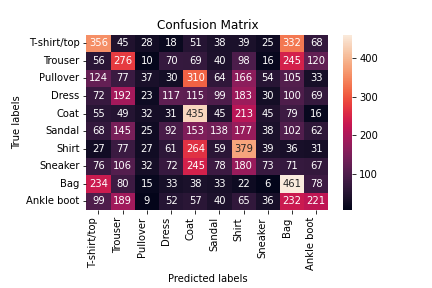 Confusion Matrix
T-shirt/top 356 45 28 18 51 38 39 25 332 68
Trouser 56 276 10 70 69 40 98 16 245 120
Pullover 124 77 37 30 310 64 166 54 105 33
Dress 72 192 23 117 115 99 183 30 100 69
Coat 55 49 32 31 435 45 213 45 79 16
Sandal 68 145 25 92 153 138 177 38 102 62
Shirt 27 77 27 61 264 59 379 39 36 31
Sneaker 76 106 32 72 245 78 180 73 71 67
Bag 234 80 15 33 38 33 22 6 461 78
Ankle boot 99 189 9 52 57 40 65 36 232 221
T-shirt/top Trouser Pullover Dress Coat Sandal Shirt Sneaker Bag Ankle boot
Predicted labels
True labels
400
300
200
100